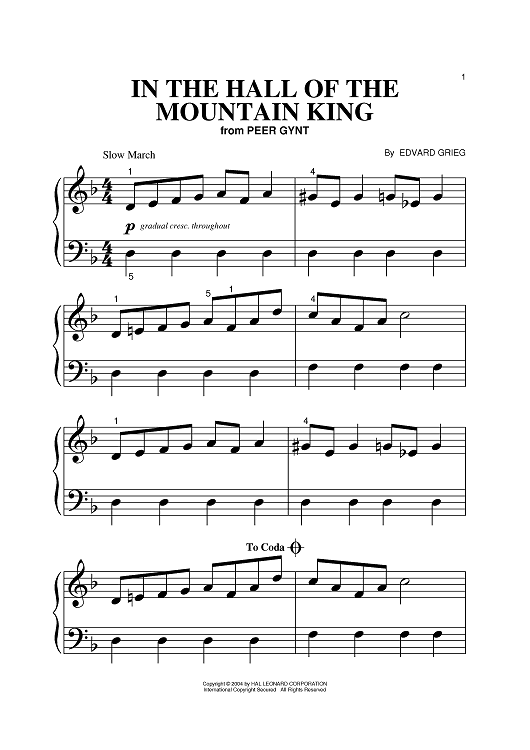 1
IN THE HALL OF THE
MOUNTAIN KING
from PEER GYNT
By EDVARD GRIEG
Slow March
1 4
4 4
p gradual cresc. throughout
4 4
5
1 5 1 4
1 4
To Coda
Copyright © 2004 by HAL LEONARD CORPORATION
International Copyright Secured All Rights Reserved